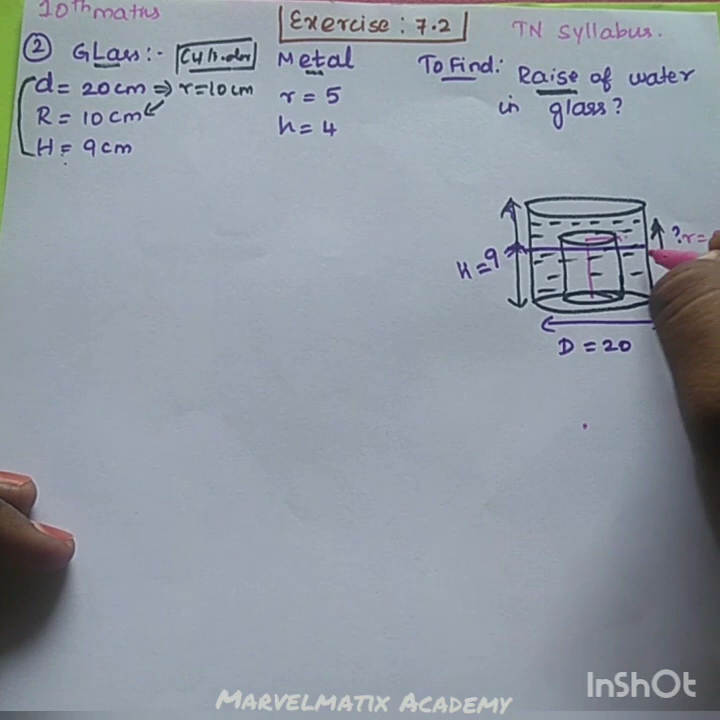 10th maths
Exercise : 7.2
TN Syllabus.
2 GLass:- Cylinder
d = 20cm ⇒ r=10cm
R = 10cm
H = 9cm
Metal
r = 5
h = 4
To Find: Raise of water
in glass?
H = 9
? r=
D = 20
InShOt
MARVELMATIX ACADEMY